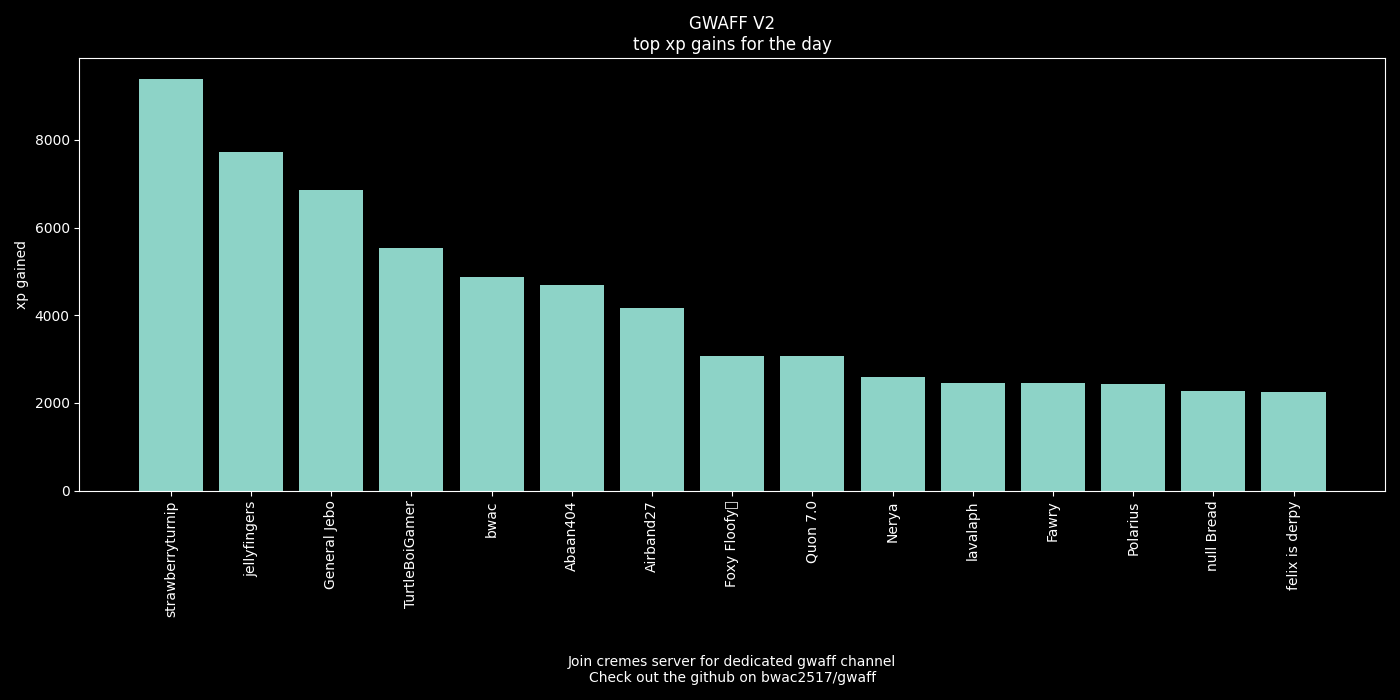 GWAFF V2
top xp gains for the day
xp gained
8000
6000
4000
2000
0
strawberryturnip
jellyfingers
General Jebo
TurtleBoiGamer
bwac
Abaan404
Airband27
Foxy Floofy▯
Quon 7.0
Nerya
lavalaph
Fawry
Polarius
null Bread
felix is derpy
Join cremes server for dedicated gwaff channel
Check out the github on bwac2517/gwaff